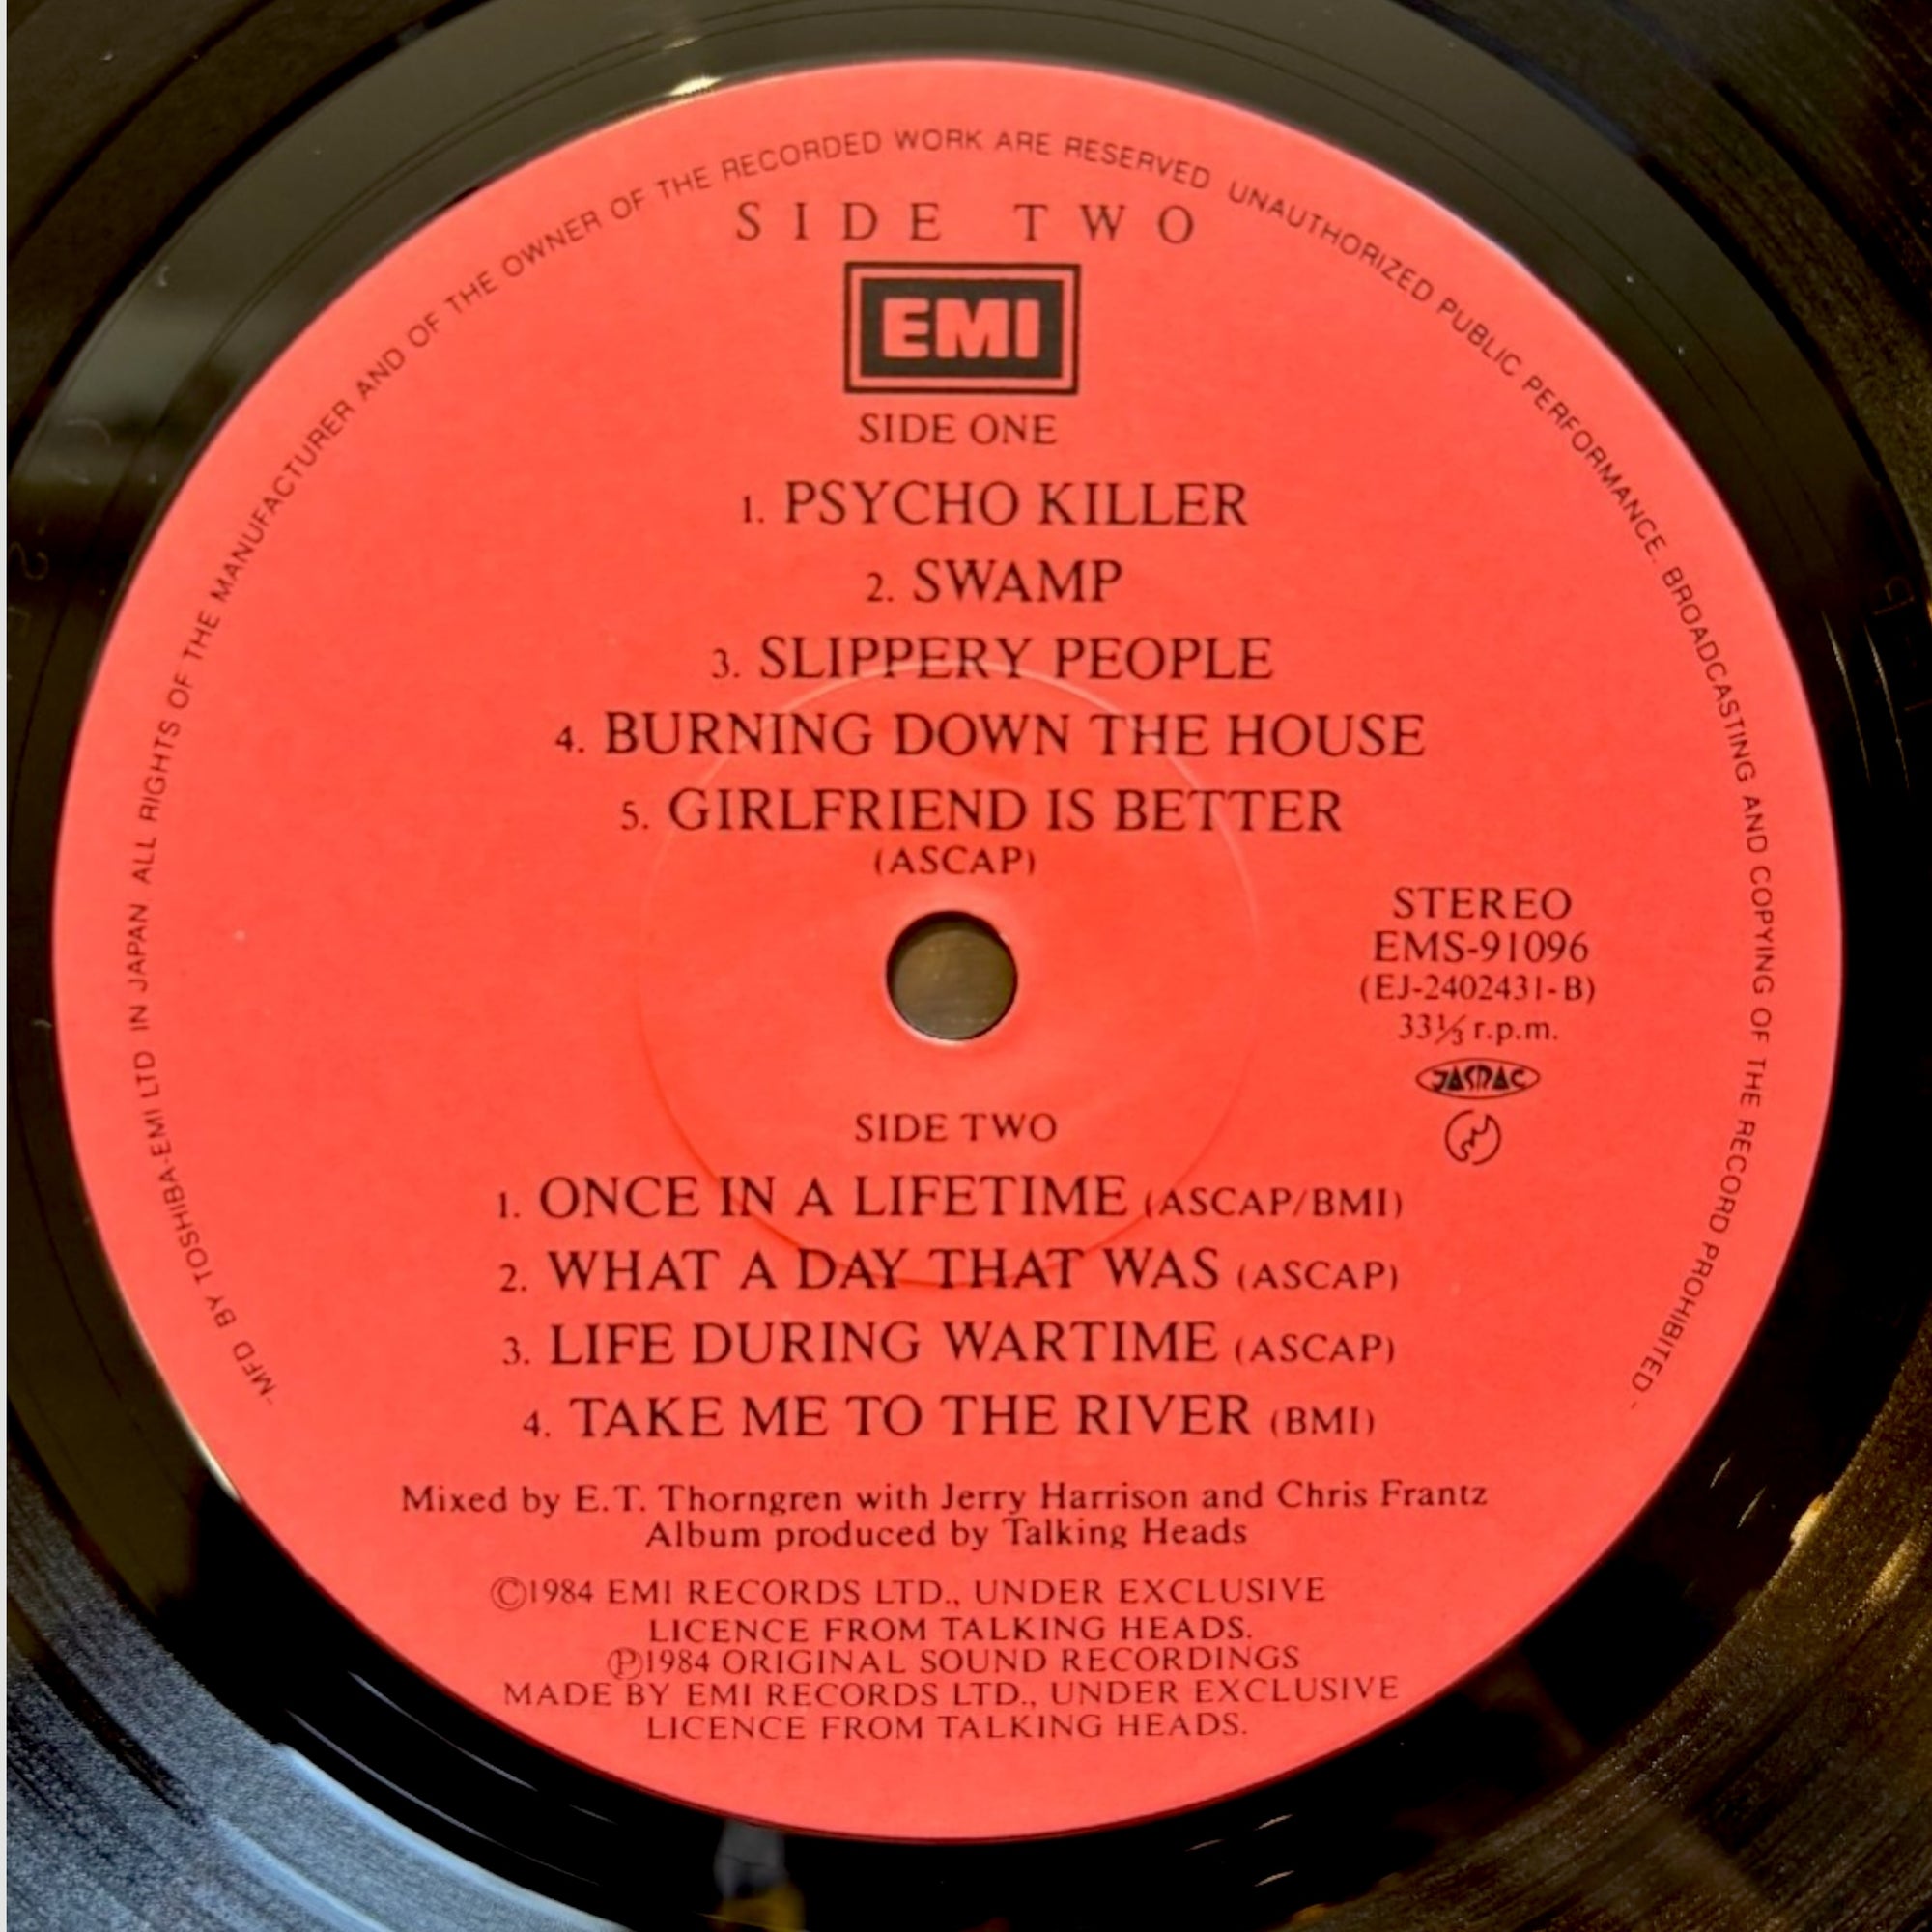 -MFD BY TOSHIBA-EMI LTD IN JAPAN ALL RIGHTS OF THE MANUFACTURER AND OF THE OWNER OF THE RECORDED WORK ARE RESERVED UNAUTHORIZED PUBLIC PERFORMANCE. BROADCASTING AND COPYING OF THE RECORD PROHIBITED-
SIDE TWO
EMI
SIDE ONE
1. PSYCHO KILLER
2. SWAMP
3. SLIPPERY PEOPLE
4. BURNING DOWN THE HOUSE
5. GIRLFRIEND IS BETTER
(ASCAP)
STEREO
EMS-91096
(EJ-2402431-B)
33⅓ r.p.m.
JASRAC
SIDE TWO
1. ONCE IN A LIFETIME (ASCAP/BMI)
2. WHAT A DAY THAT WAS (ASCAP)
3. LIFE DURING WARTIME (ASCAP)
4. TAKE ME TO THE RIVER (BMI)
Mixed by E.T. Thorngren with Jerry Harrison and Chris Frantz
Album produced by Talking Heads
©1984 EMI RECORDS LTD., UNDER EXCLUSIVE
LICENCE FROM TALKING HEADS.
℗1984 ORIGINAL SOUND RECORDINGS
MADE BY EMI RECORDS LTD., UNDER EXCLUSIVE
LICENCE FROM TALKING HEADS.